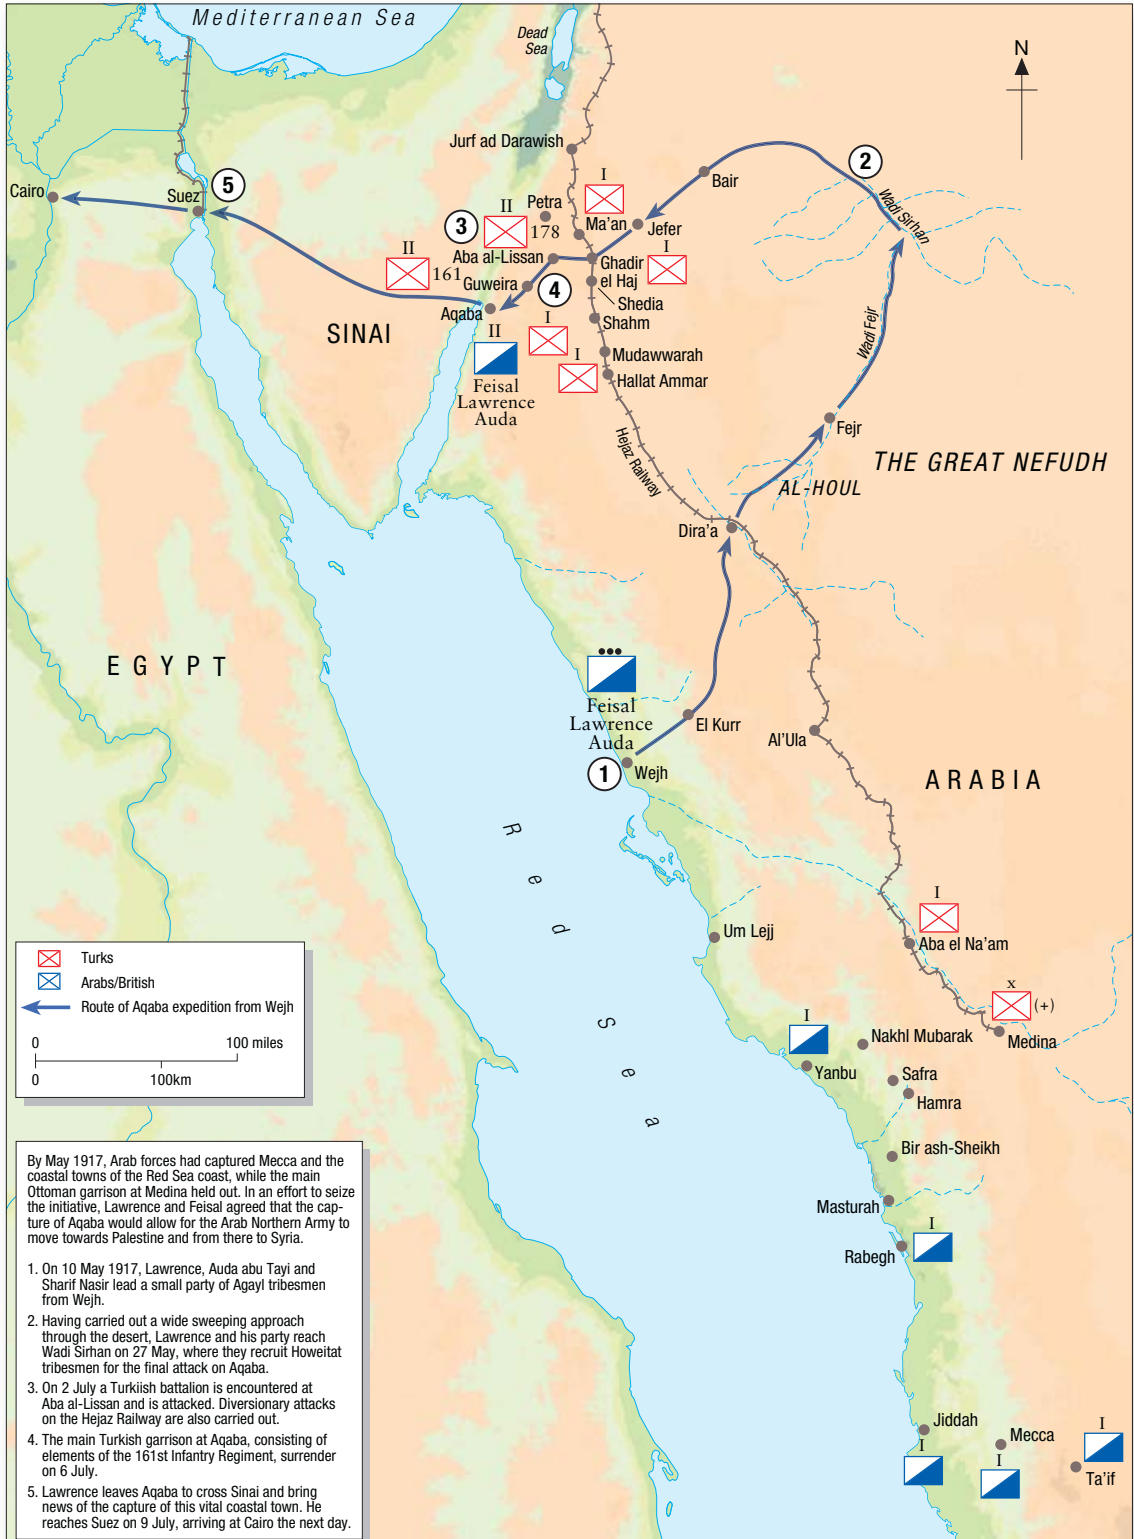 Mediterranean Sea
Dead
Sea
N
Jurf ad Darawish
Cairo
Suez
5
Bair
2
Wadi Sirhan
I
Petra
Ma'an
Jefer
3
II
178
Aba al-Lissan
Ghadir
el Haj
I
II
161
Guweira
4
Shedia
Aqaba
Shahm
SINAI
II
I
I
Mudawwarah
Hallat Ammar
Feisal
Lawrence
Auda
Wadi Fejr
Hejaz Railway
Fejr
THE GREAT NEFUDH
AL-HOUL
Dira'a
EGYPT
Feisal
Lawrence
Auda
El Kurr
Al'Ula
1
Wejh
ARABIA
Red Sea
I
Um Lejj
Aba el Na'am
x
(+)
Medina
I
Nakhl Mubarak
Yanbu
Safra
Hamra
Bir ash-Sheikh
Masturah
I
Rabegh
Jiddah
I
Mecca
I
I
Ta'if
Turks
Arabs/British
Route of Aqaba expedition from Wejh
0 100 miles
0 100km
By May 1917, Arab forces had captured Mecca and the
coastal towns of the Red Sea coast, while the main
Ottoman garrison at Medina held out. In an effort to seize
the initiative, Lawrence and Feisal agreed that the cap-
ture of Aqaba would allow for the Arab Northern Army to
move towards Palestine and from there to Syria.
1. On 10 May 1917, Lawrence, Auda abu Tayi and
Sharif Nasir lead a small party of Agayl tribesmen
from Wejh.
2. Having carried out a wide sweeping approach
through the desert, Lawrence and his party reach
Wadi Sirhan on 27 May, where they recruit Howeitat
tribesmen for the final attack on Aqaba.
3. On 2 July a Turkiish battalion is encountered at
Aba al-Lissan and is attacked. Diversionary attacks
on the Hejaz Railway are also carried out.
4. The main Turkish garrison at Aqaba, consisting of
elements of the 161st Infantry Regiment, surrender
on 6 July.
5. Lawrence leaves Aqaba to cross Sinai and bring
news of the capture of this vital coastal town. He
reaches Suez on 9 July, arriving at Cairo the next day.